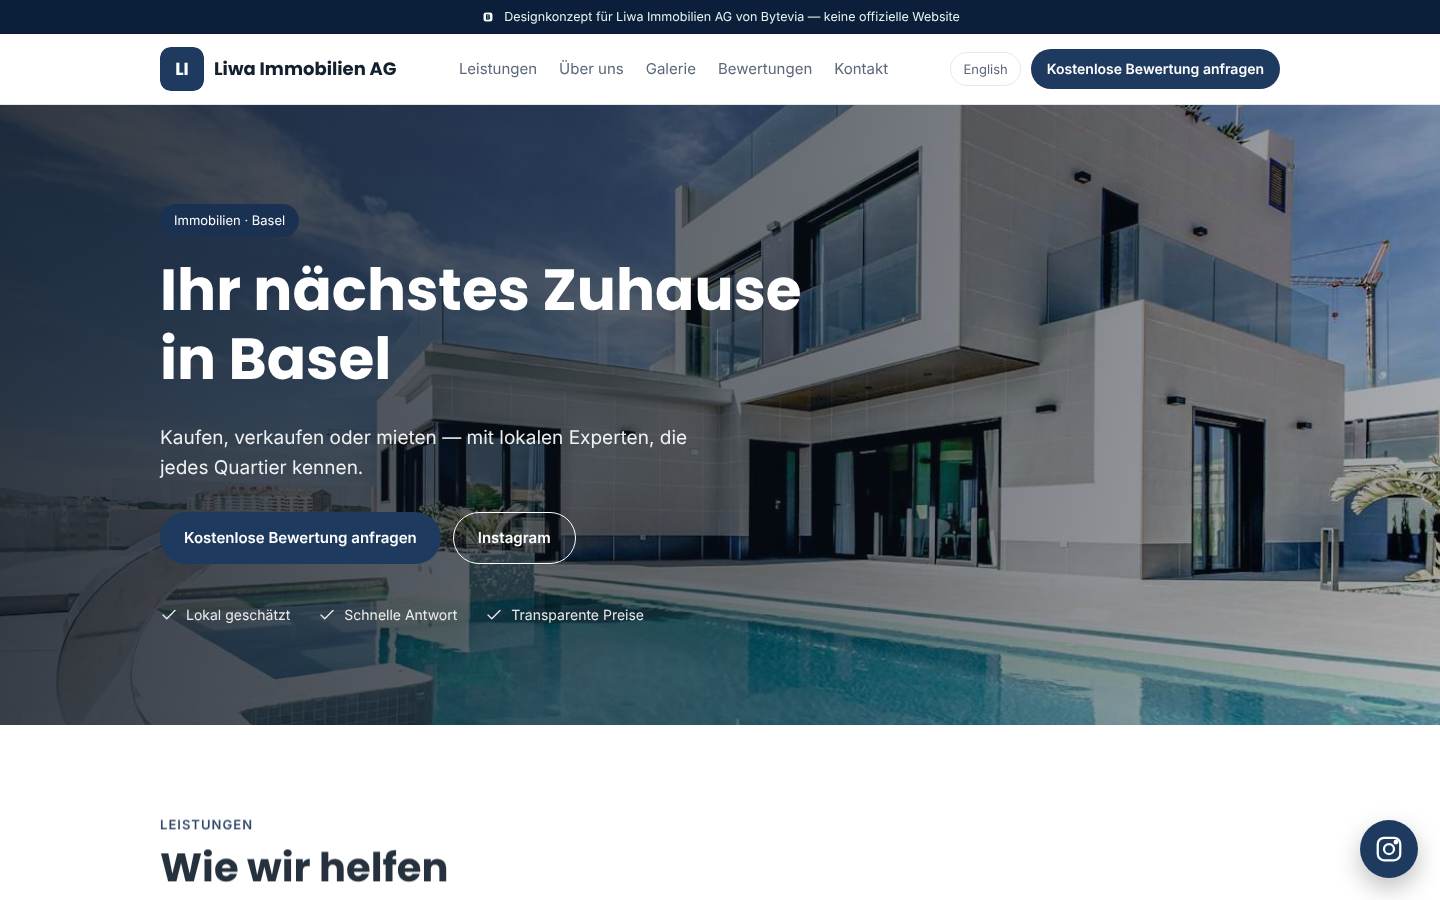 Designkonzept für Liwa Immobilien AG von Bytevia — keine offizielle Website
LI
Liwa Immobilien AG
Leistungen
Über uns
Galerie
Bewertungen
Kontakt
English
Kostenlose Bewertung anfragen
Immobilien · Basel
Ihr nächstes Zuhause
in Basel
Kaufen, verkaufen oder mieten — mit lokalen Experten, die
jedes Quartier kennen.
Kostenlose Bewertung anfragen
Instagram
Lokal geschätzt
Schnelle Antwort
Transparente Preise
LEISTUNGEN
Wie wir helfen